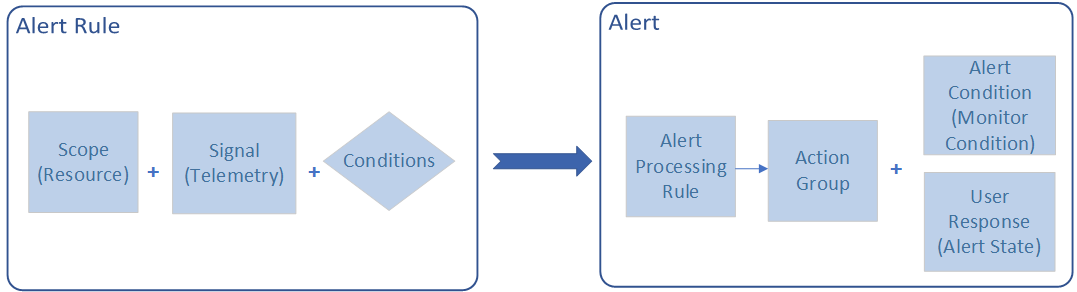 Alert Rule
Scope
(Resource)
+
Signal
(Telemetry)
+
Conditions
Alert
Alert
Processing
Rule
Action
Group
+
Alert
Condition
(Monitor
Condition)
User
Response
(Alert State)